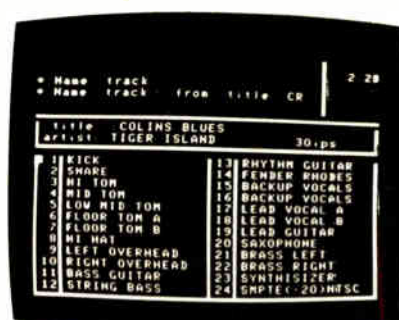 * Name track
* Name track from title CR
2 28
title COLINS BLUES
artist TIGER ISLAND 30ips
1 KICK
2 SNARE
3 HI TOM
4 MID TOM
5 LOW MID TOM
6 FLOOR TOM A
7 FLOOR TOM B
8 HI HAT
9 LEFT OVERHEAD
10 RIGHT OVERHEAD
11 BASS GUITAR
12 STRING BASS
13 RHYTHM GUITAR
14 FENDER RHODES
15 BACKUP VOCALS
16 BACKUP VOCALS
17 LEAD VOCAL A
18 LEAD VOCAL B
19 LEAD GUITAR
20 SAXOPHONE
21 BRASS LEFT
22 BRASS RIGHT
23 SYNTHISIZER
24 SMPTE(-20)NTSC